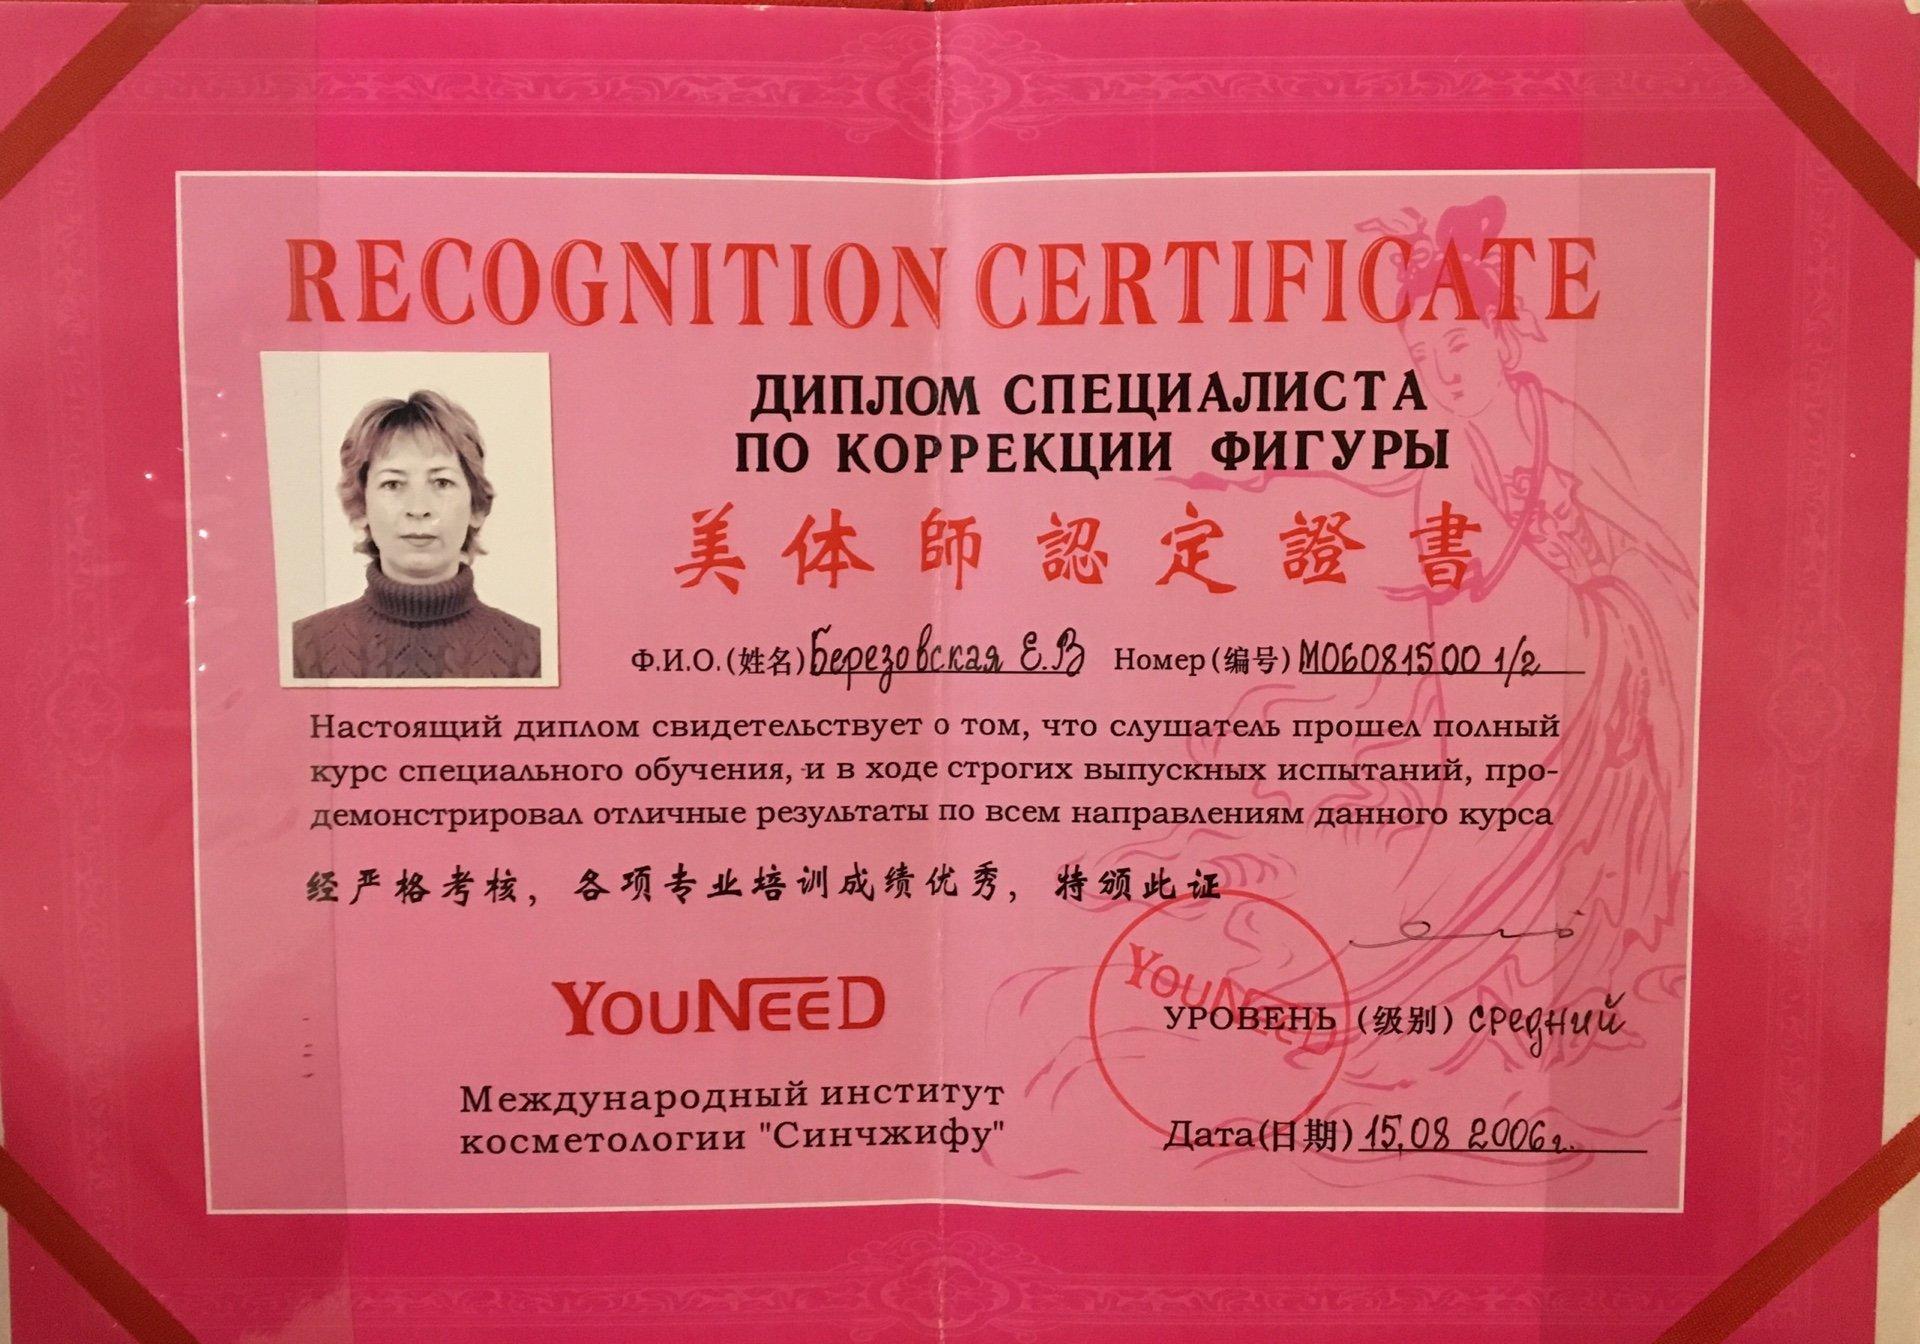 RECOGNITION CERTIFICATE
ДИПЛОМ СПЕЦИАЛИСТА
ПО КОРРЕКЦИИ ФИГУРЫ
美体師認定證書
Ф.И.О.(姓名) Березовская Е.В Номер(编号) М06081500 1/2
Настоящий диплом свидетельствует о том, что слушатель прошел полный
курс специального обучения, и в ходе строгих выпускных испытаний, про-
демонстрировал отличные результаты по всем направлениям данного курса
经严格考核，各项专业培训成绩优秀，特颁此证
YOUNEED
YOUNEED
УРОВЕНЬ (级别) средний
Международный институт
косметологии "Синчжифу"
Дата(日期) 15.08 2006г.